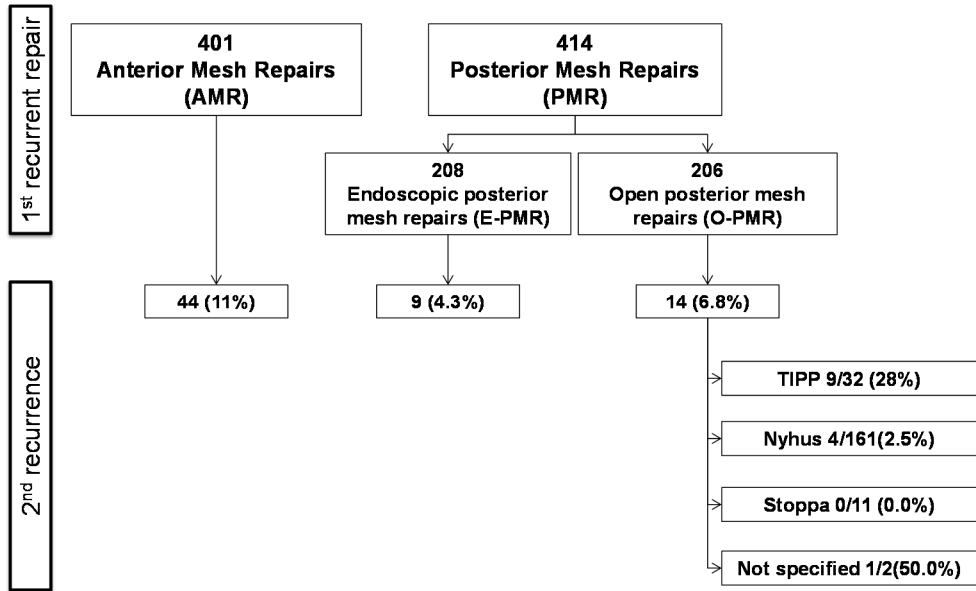 1st recurrent repair
401
Anterior Mesh Repairs
(AMR)
414
Posterior Mesh Repairs
(PMR)
208
Endoscopic posterior
mesh repairs (E-PMR)
206
Open posterior mesh
repairs (O-PMR)
2nd recurrence
44 (11%)
9 (4.3%)
14 (6.8%)
TIPP 9/32 (28%)
Nyhus 4/161(2.5%)
Stoppa 0/11 (0.0%)
Not specified 1/2(50.0%)